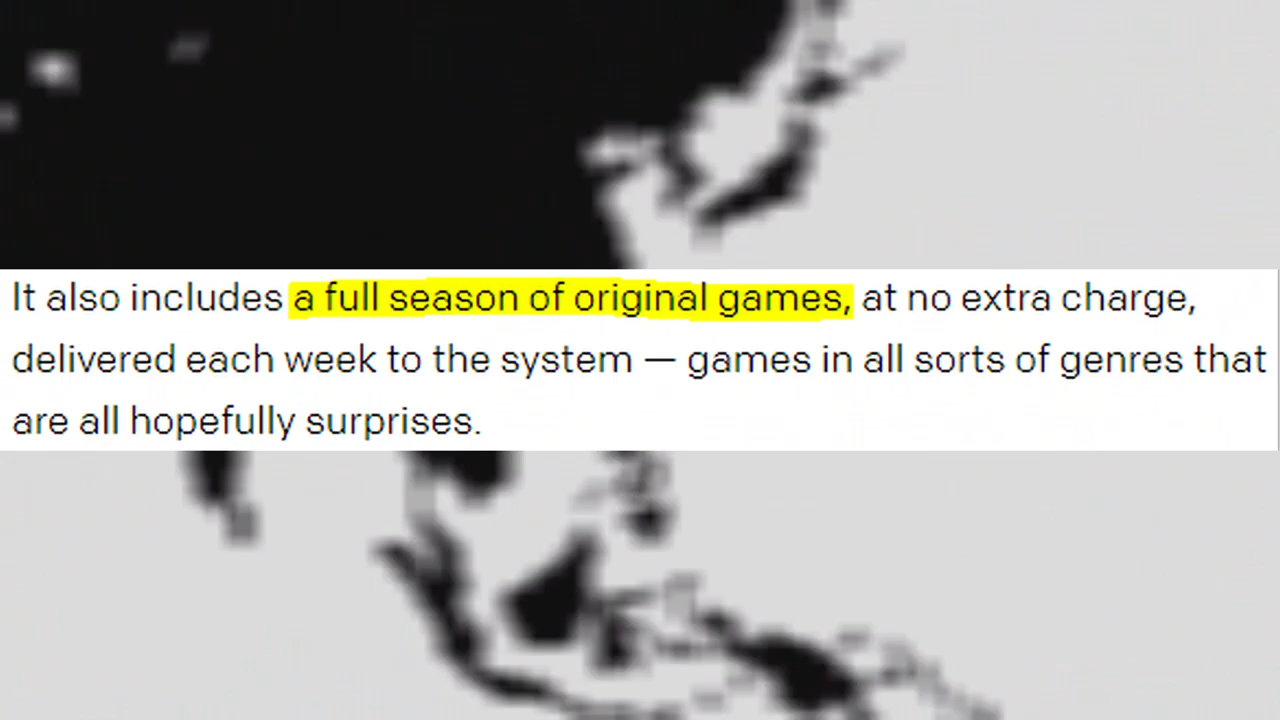 It also includes a full season of original games, at no extra charge,
delivered each week to the system — games in all sorts of genres that
are all hopefully surprises.